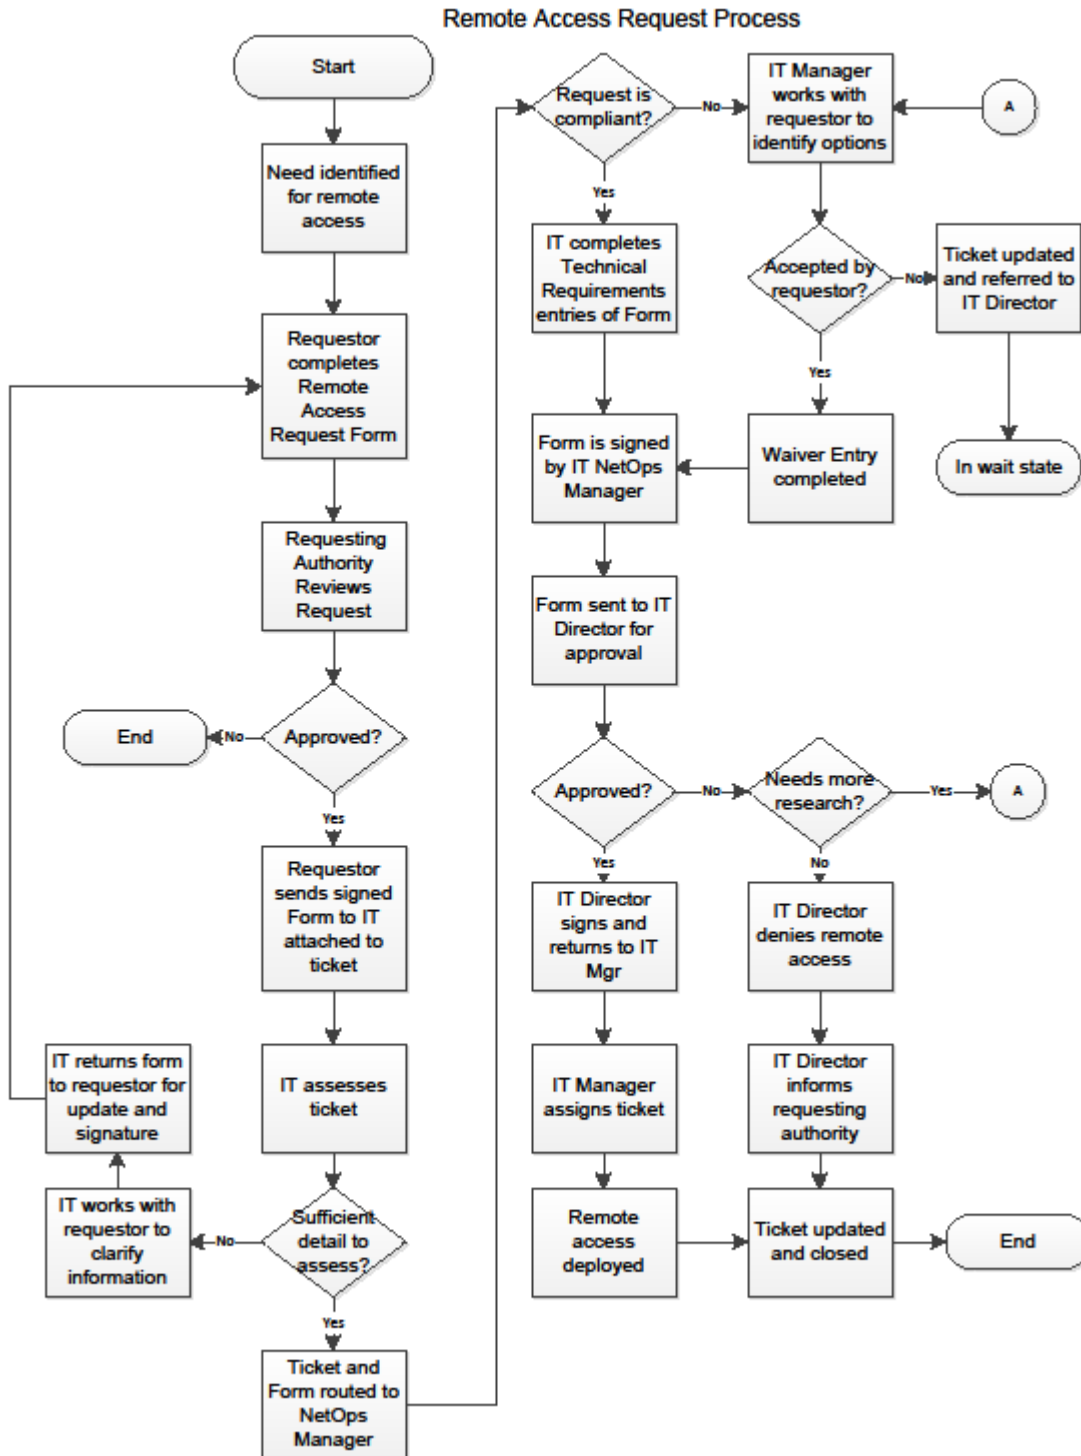 Remote Access Request Process
Start
Need identified
for remote
access
Requestor
completes
Remote
Access
Request Form
Requesting
Authority
Reviews
Request
Approved?
No
End
Yes
Requestor
sends signed
Form to IT
attached to
ticket
IT assesses
ticket
Sufficient
detail to
assess?
No
IT works with
requestor to
clarify
information
IT returns form
to requestor for
update and
signature
Yes
Ticket and
Form routed to
NetOps
Manager
Request is
compliant?
No
IT Manager
works with
requestor to
identify options
A
Yes
IT completes
Technical
Requirements
entries of Form
Accepted by
requestor?
No
Ticket updated
and referred to
IT Director
In wait state
Yes
Waiver Entry
completed
Form is signed
by IT NetOps
Manager
Form sent to IT
Director for
approval
Approved?
No
Needs more
research?
Yes
A
Yes
IT Director
signs and
returns to IT
Mgr
IT Manager
assigns ticket
Remote
access
deployed
No
IT Director
denies remote
access
IT Director
informs
requesting
authority
Ticket updated
and closed
End